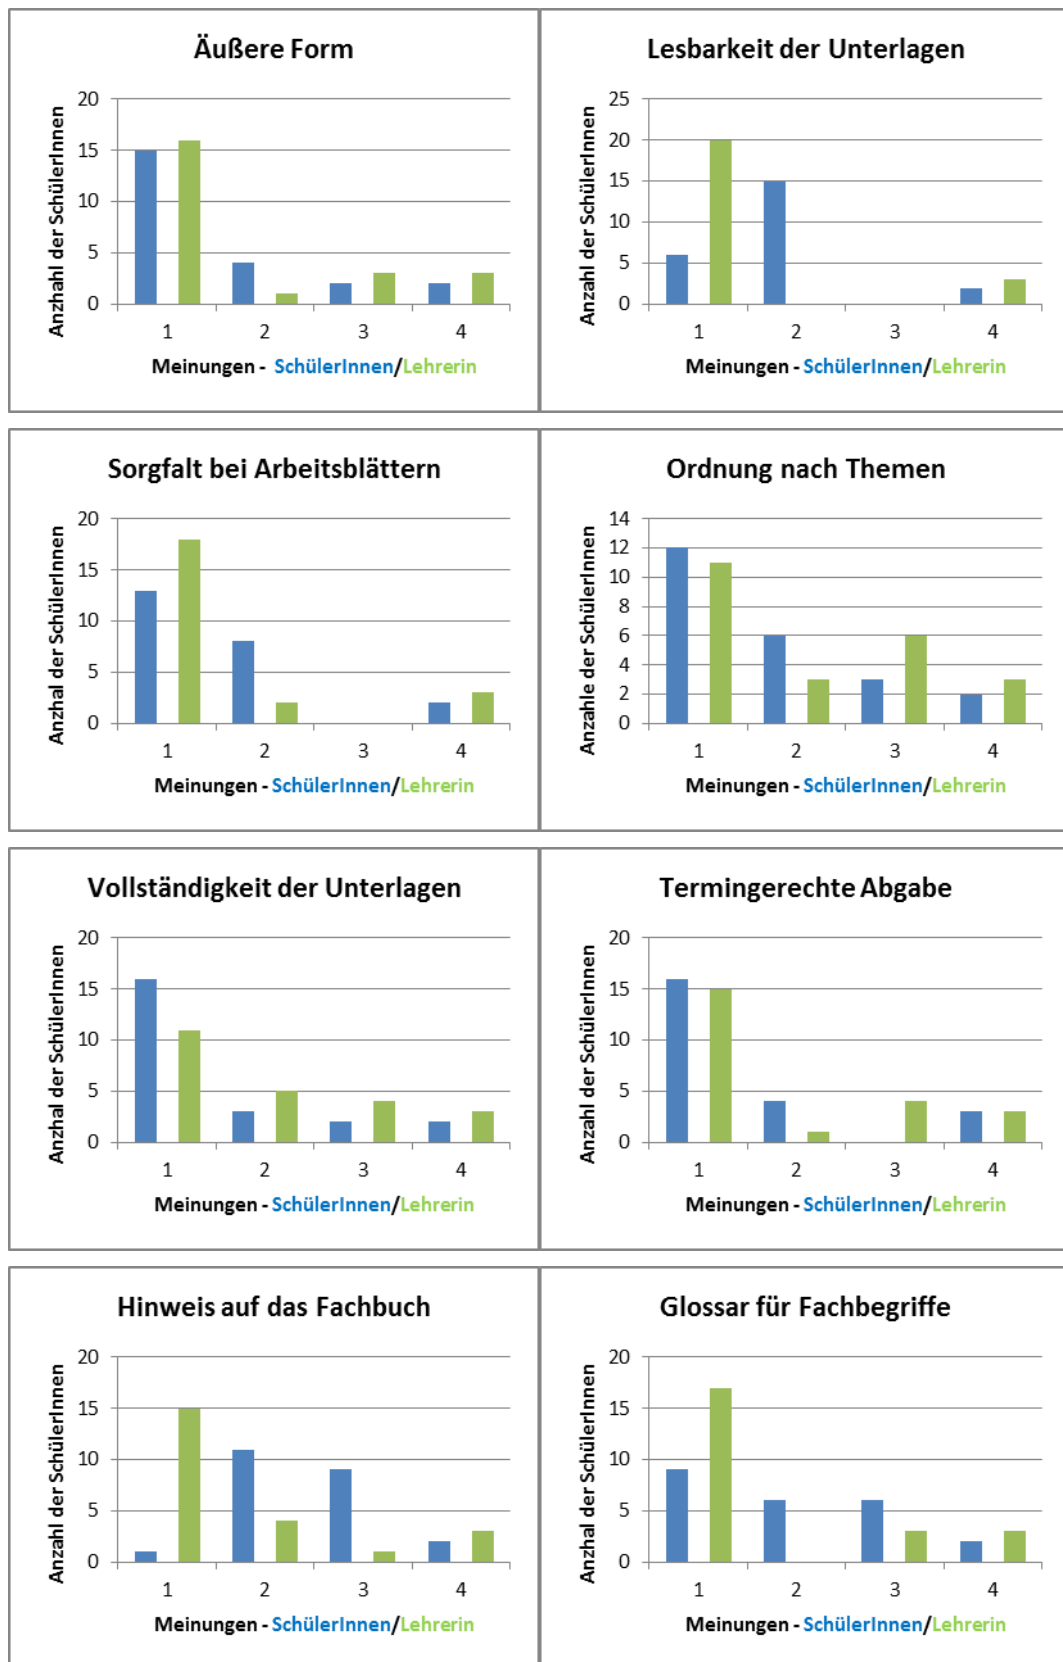 Äußere Form
Anzhahl der SchülerInnen
20
15
10
5
0
1 2 3 4
Meinungen - SchülerInnen/Lehrerin
Lesbarkeit der Unterlagen
Anzahl der SchülerInnen
25
20
15
10
5
0
1 2 3 4
Meinungen - SchülerInnen/Lehrerin
Sorgfalt bei Arbeitsblättern
Anzhal der SchülerInnen
20
15
10
5
0
1 2 3 4
Meinungen - SchülerInnen/Lehrerin
Ordnung nach Themen
Anzahle der SchülerInnen
14
12
10
8
6
4
2
0
1 2 3 4
Meinungen - SchülerInnen/Lehrerin
Vollständigkeit der Unterlagen
Anzhal der SchülerInnen
20
15
10
5
0
1 2 3 4
Meinungen - SchülerInnen/Lehrerin
Termingerechte Abgabe
Anzahl der SchülerInnen
20
15
10
5
0
1 2 3 4
Meinungen - SchülerInnen/Lehrerin
Hinweis auf das Fachbuch
Anzahl der SchülerInnen
20
15
10
5
0
1 2 3 4
Meinungen - SchülerInnen/Lehrerin
Glossar für Fachbegriffe
Anzhal der SchülerInnen
20
15
10
5
0
1 2 3 4
Meinungen - SchülerInnen/Lehrerin